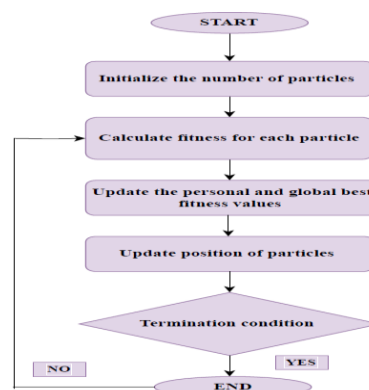 START
Initialize the number of particles
Calculate fitness for each particle
Update the personal and global best
fitness values
Update position of particles
Termination condition
NO
YES
END